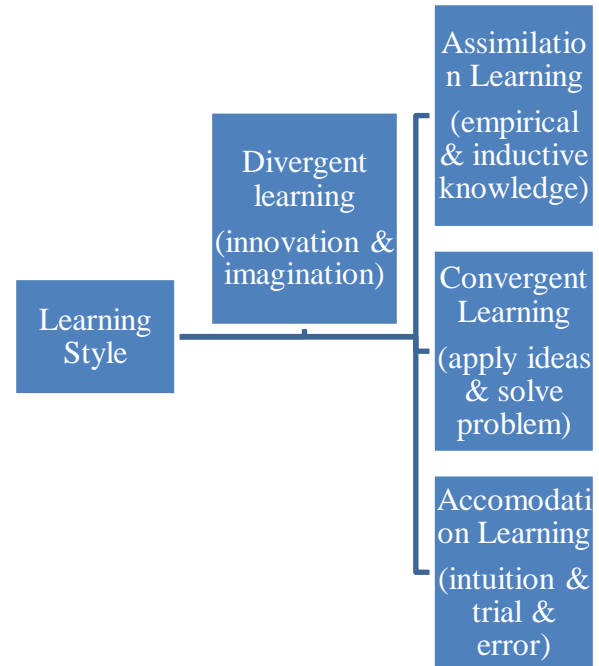 Learning
Style
Divergent
learning
(innovation &
imagination)
Assimilatio
n Learning
(empirical
& inductive
knowledge)
Convergent
Learning
(apply ideas
& solve
problem)
Accomodati
on Learning
(intuition &
trial &
error)